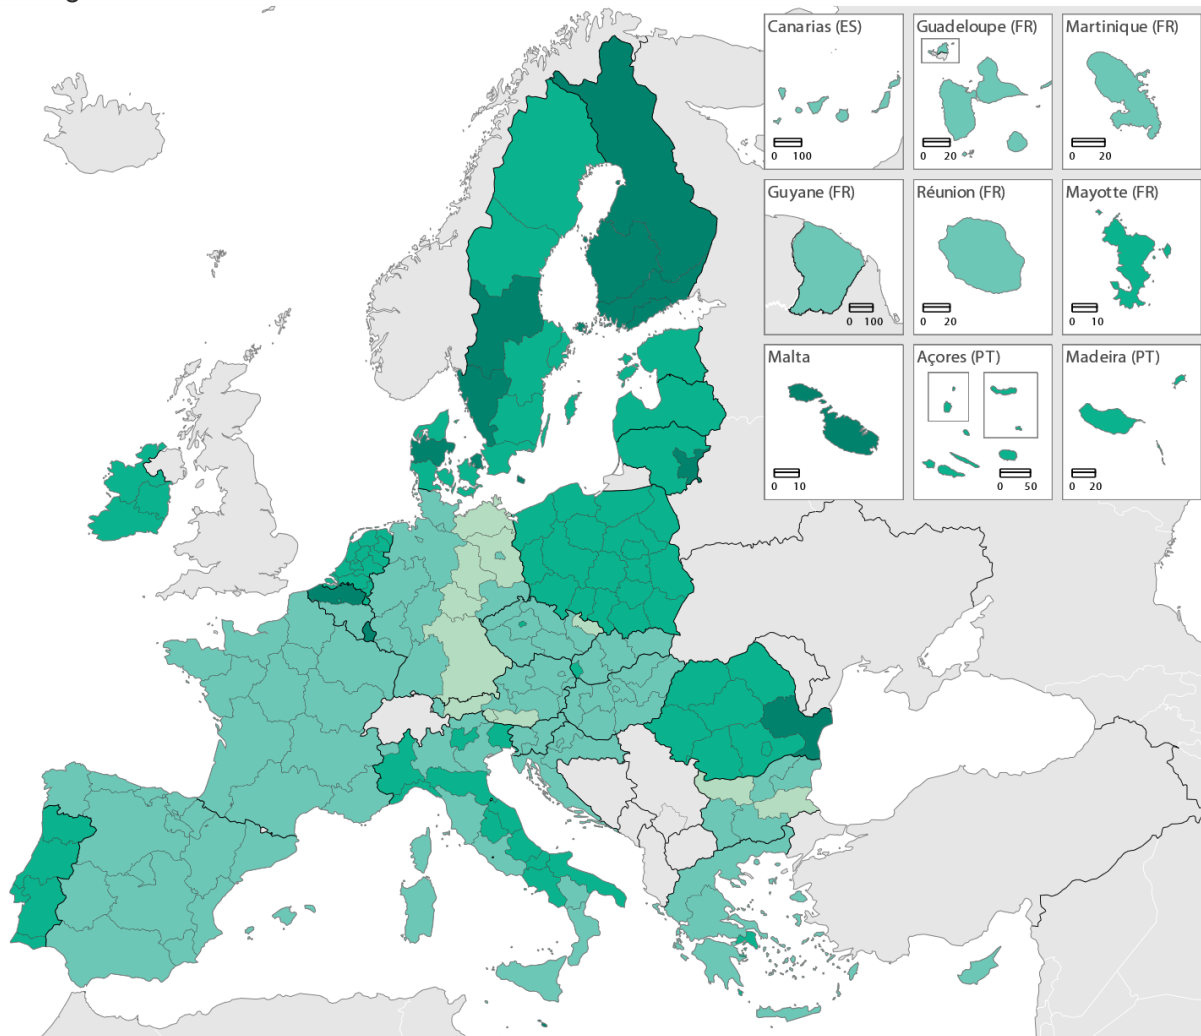 Canarias (ES)
0 100
Guadeloupe (FR)
0 20
Martinique (FR)
0 20
Guyane (FR)
0 100
Réunion (FR)
0 20
Mayotte (FR)
0 10
Malta
0 10
Açores (PT)
0 50
Madeira (PT)
0 20